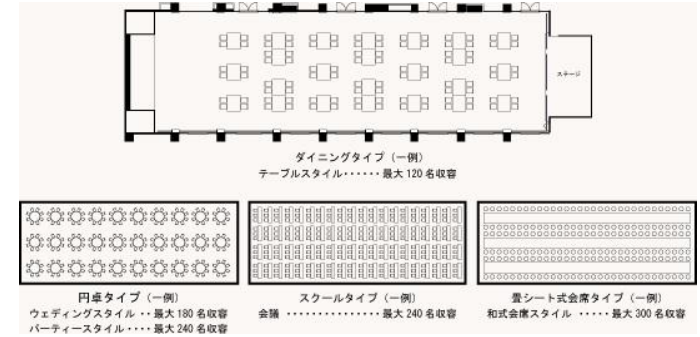 ステージ
ダイニングタイプ（一例）
テーブルスタイル・・・・・・最大 120 名収容
円卓タイプ（一例）
ウェディングスタイル ・・ 最大 180 名収容
パーティースタイル ・・・・ 最大 240 名収容
スクールタイプ（一例）
会議 ・・・・・・・・・・・・・・ 最大 240 名収容
畳シート式会席タイプ（一例）
和式会席スタイル ・・・・・ 最大 300 名収容